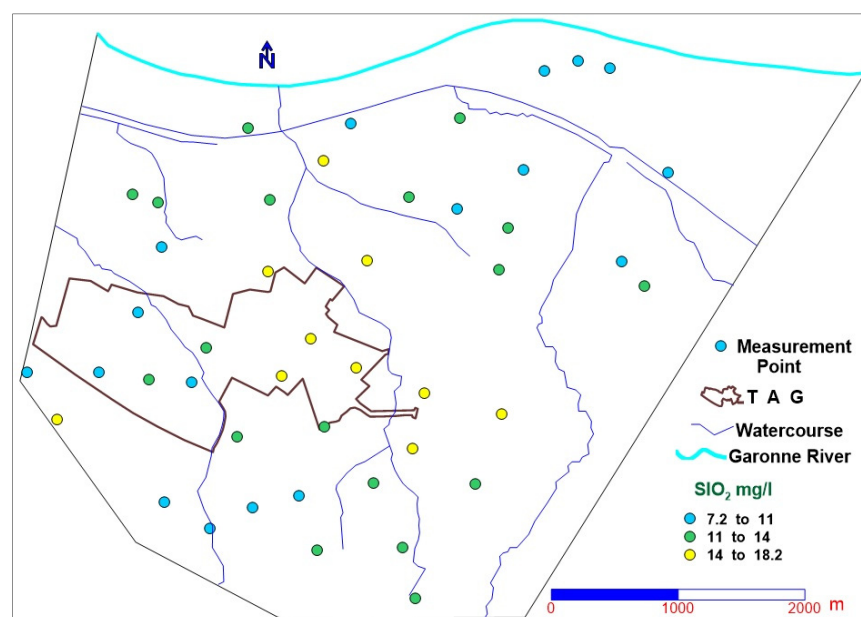 N
Measurement
Point
T A G
Watercourse
Garonne River
SIO₂ mg/l
7.2 to 11
11 to 14
14 to 18.2
0 1000 2000 m